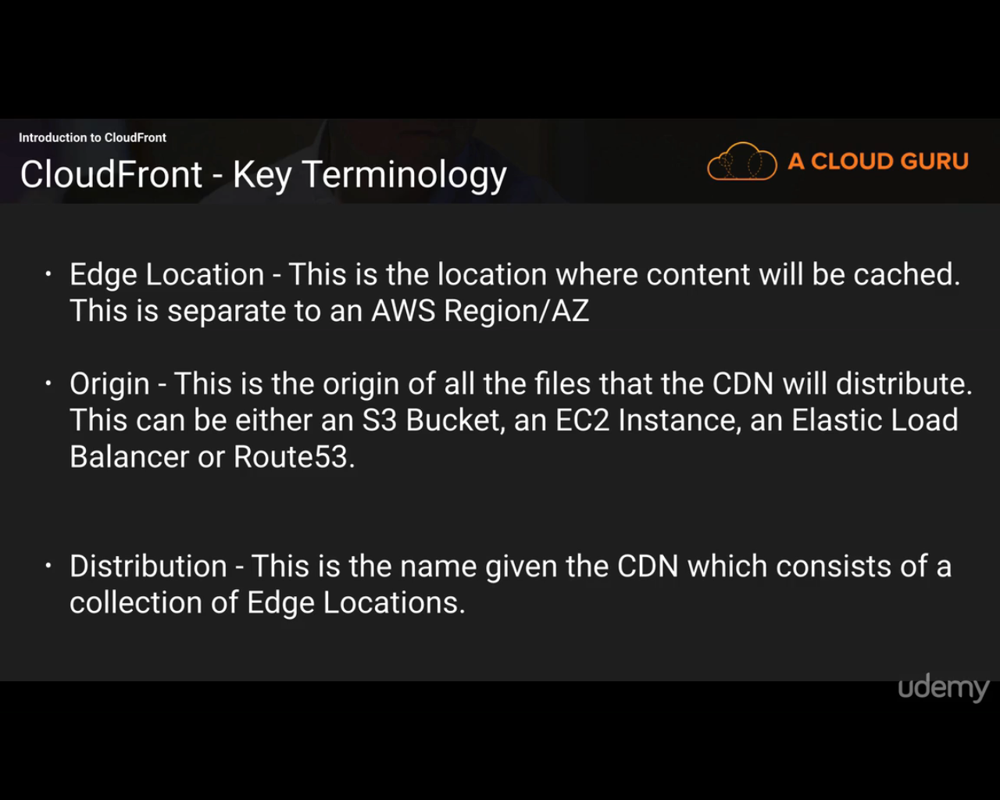 Introduction to CloudFront
CloudFront - Key Terminology
A CLOUD GURU
• Edge Location - This is the location where content will be cached.
This is separate to an AWS Region/AZ
• Origin - This is the origin of all the files that the CDN will distribute.
This can be either an S3 Bucket, an EC2 Instance, an Elastic Load
Balancer or Route53.
• Distribution - This is the name given the CDN which consists of a
collection of Edge Locations.
udemy